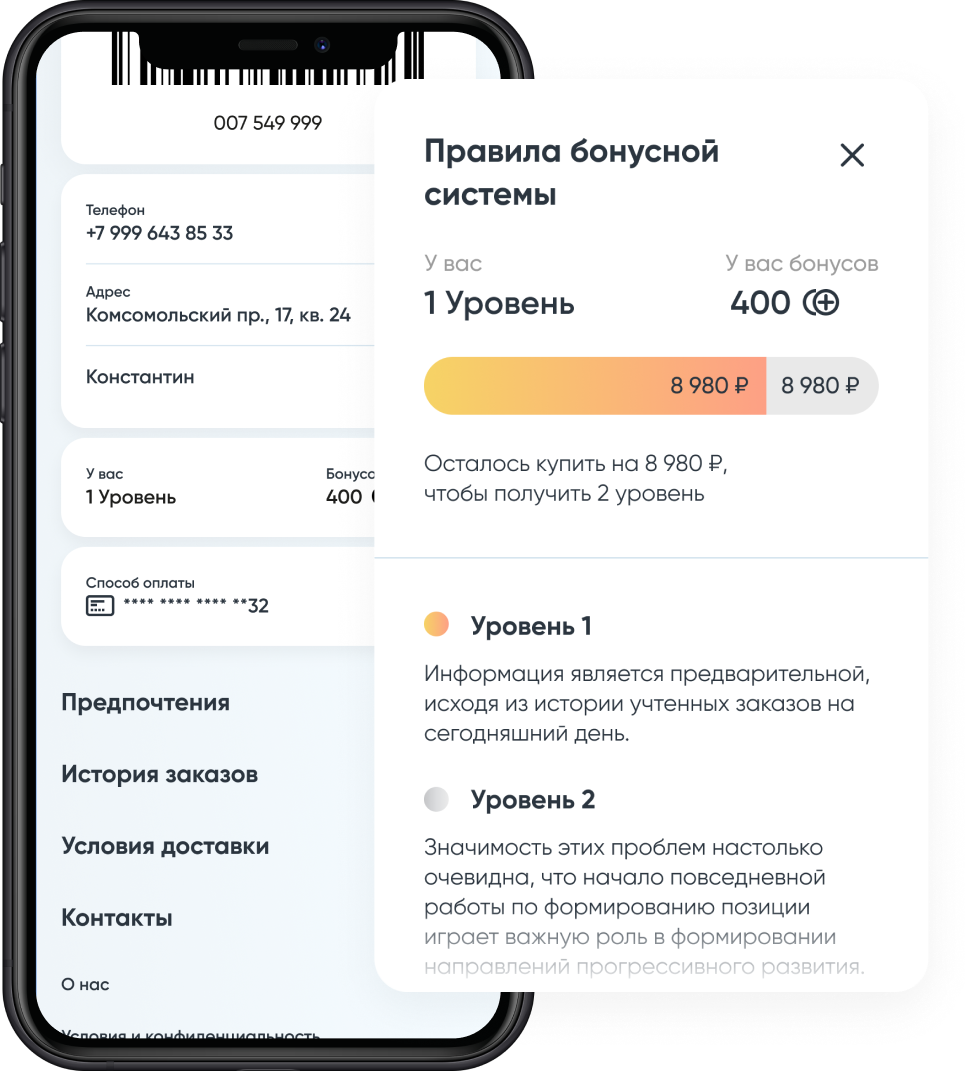 007 549 999
Телефон
+7 999 643 85 33
Адрес
Комсомольский пр., 17, кв. 24
Константин
У вас
1 Уровень
400
Способ оплаты
**** **** **** **32
Предпочтения
История заказов
Условия доставки
Контакты
О нас
Условия и конфиденциальность
Правила бонусной
системы
У вас
У вас бонусов
1 Уровень
400
8 980 ₽
8 980 ₽
Осталось купить на 8 980 ₽,
чтобы получить 2 уровень
Уровень 1
Информация является предварительной,
исходя из истории учтенных заказов на
сегодняшний день.
Уровень 2
Значимость этих проблем настолько
очевидна, что начало повседневной
работы по формированию позиции
играет важную роль в формировании
направлений прогрессивного развития.